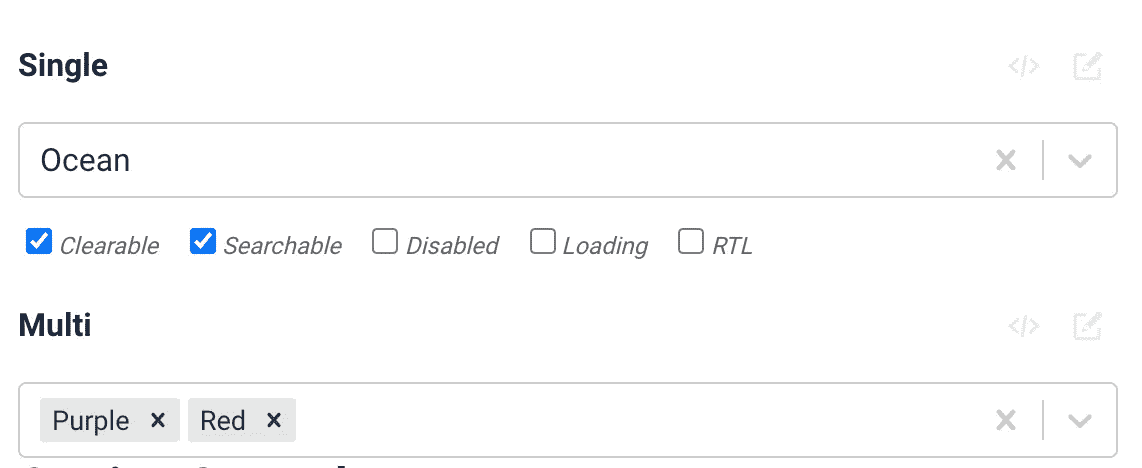 Single
</>
Ocean
Clearable Searchable Disabled Loading RTL
Multi
</>
Purple Red